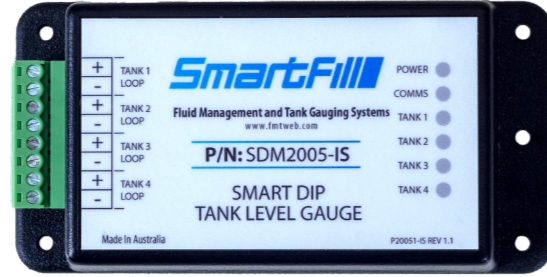 + TANK 1
- LOOP
+ TANK 2
- LOOP
+ TANK 3
- LOOP
+ TANK 4
- LOOP
SmartFill
Fluid Management and Tank Gauging Systems
www.fmtweb.com
P/N: SDM2005-IS
SMART DIP
TANK LEVEL GAUGE
POWER
COMMS
TANK 1
TANK 2
TANK 3
TANK 4
Made in Australia
P20051-IS REV 1.1